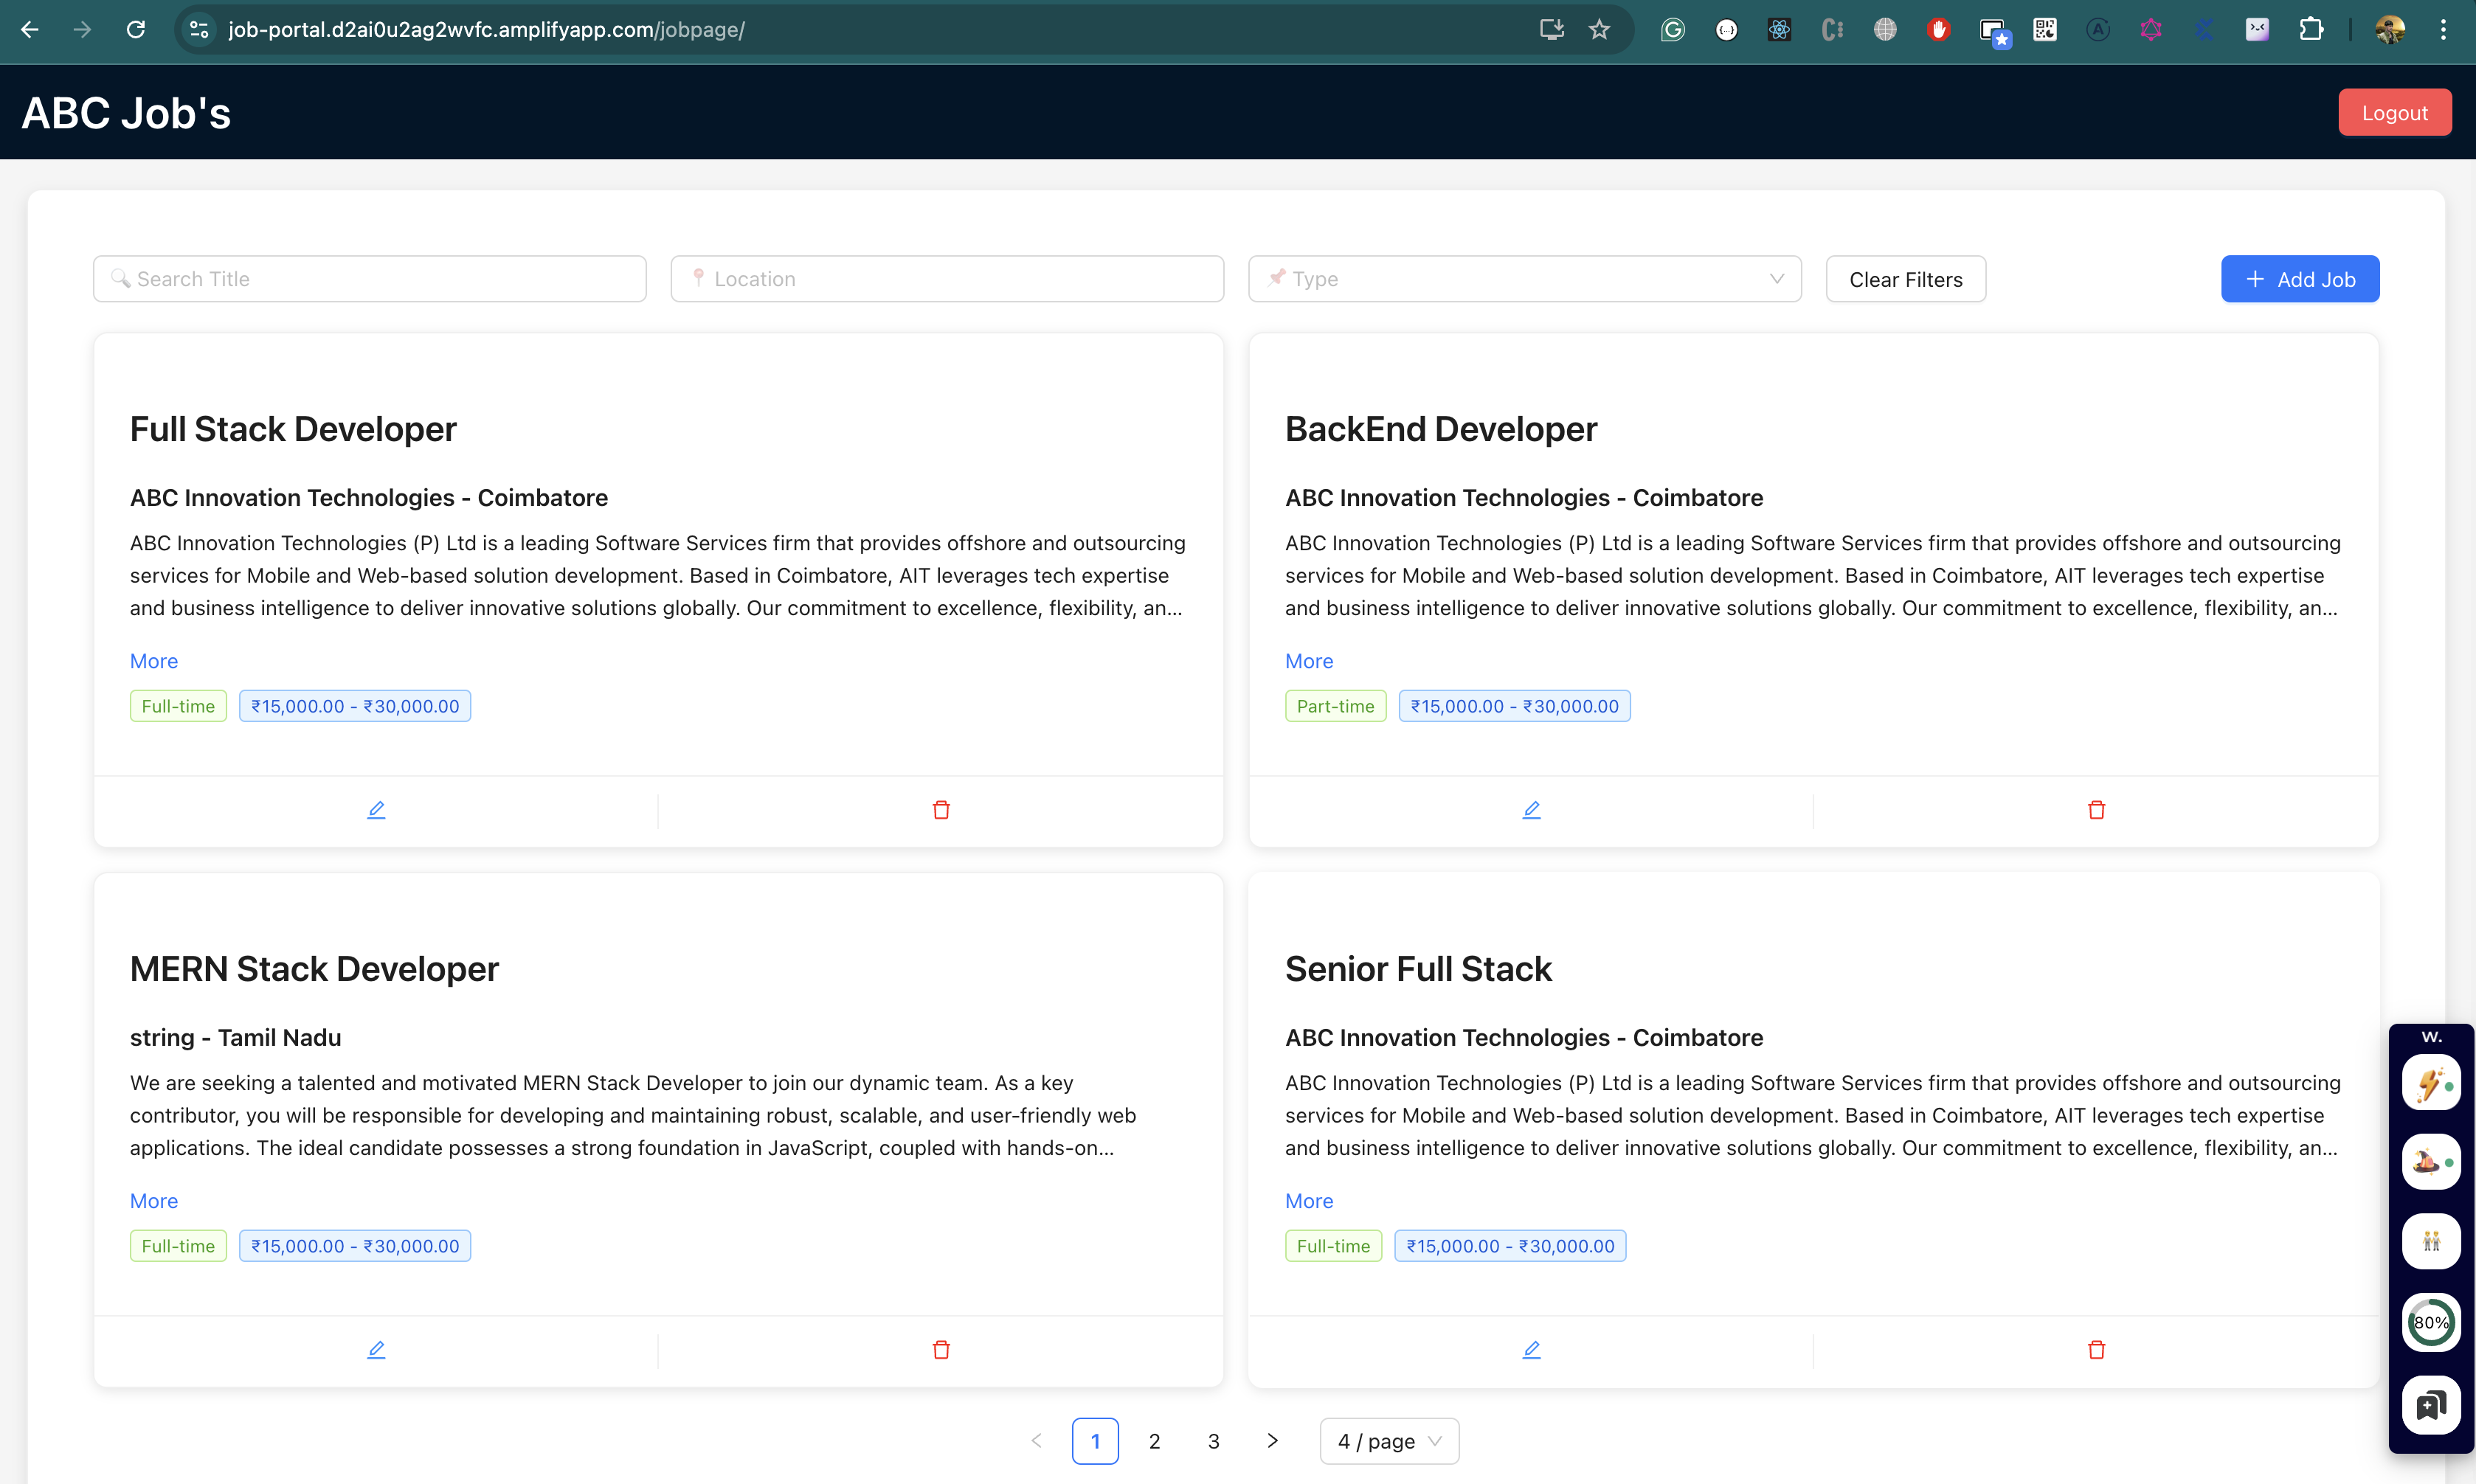 job-portal.d2ai0u2ag2wvfc.amplifyapp.com/jobpage/
ABC Job's
Logout
Search Title
Location
Type
Clear Filters
+ Add Job
Full Stack Developer
ABC Innovation Technologies - Coimbatore
ABC Innovation Technologies (P) Ltd is a leading Software Services firm that provides offshore and outsourcing
services for Mobile and Web-based solution development. Based in Coimbatore, AIT leverages tech expertise
and business intelligence to deliver innovative solutions globally. Our commitment to excellence, flexibility, an...
More
Full-time ₹15,000.00 - ₹30,000.00
BackEnd Developer
ABC Innovation Technologies - Coimbatore
ABC Innovation Technologies (P) Ltd is a leading Software Services firm that provides offshore and outsourcing
services for Mobile and Web-based solution development. Based in Coimbatore, AIT leverages tech expertise
and business intelligence to deliver innovative solutions globally. Our commitment to excellence, flexibility, an...
More
Part-time ₹15,000.00 - ₹30,000.00
MERN Stack Developer
string - Tamil Nadu
We are seeking a talented and motivated MERN Stack Developer to join our dynamic team. As a key
contributor, you will be responsible for developing and maintaining robust, scalable, and user-friendly web
applications. The ideal candidate possesses a strong foundation in JavaScript, coupled with hands-on...
More
Full-time ₹15,000.00 - ₹30,000.00
Senior Full Stack
ABC Innovation Technologies - Coimbatore
ABC Innovation Technologies (P) Ltd is a leading Software Services firm that provides offshore and outsourcing
services for Mobile and Web-based solution development. Based in Coimbatore, AIT leverages tech expertise
and business intelligence to deliver innovative solutions globally. Our commitment to excellence, flexibility, an...
More
Full-time ₹15,000.00 - ₹30,000.00
w.
80%
1 2 3 4 / page